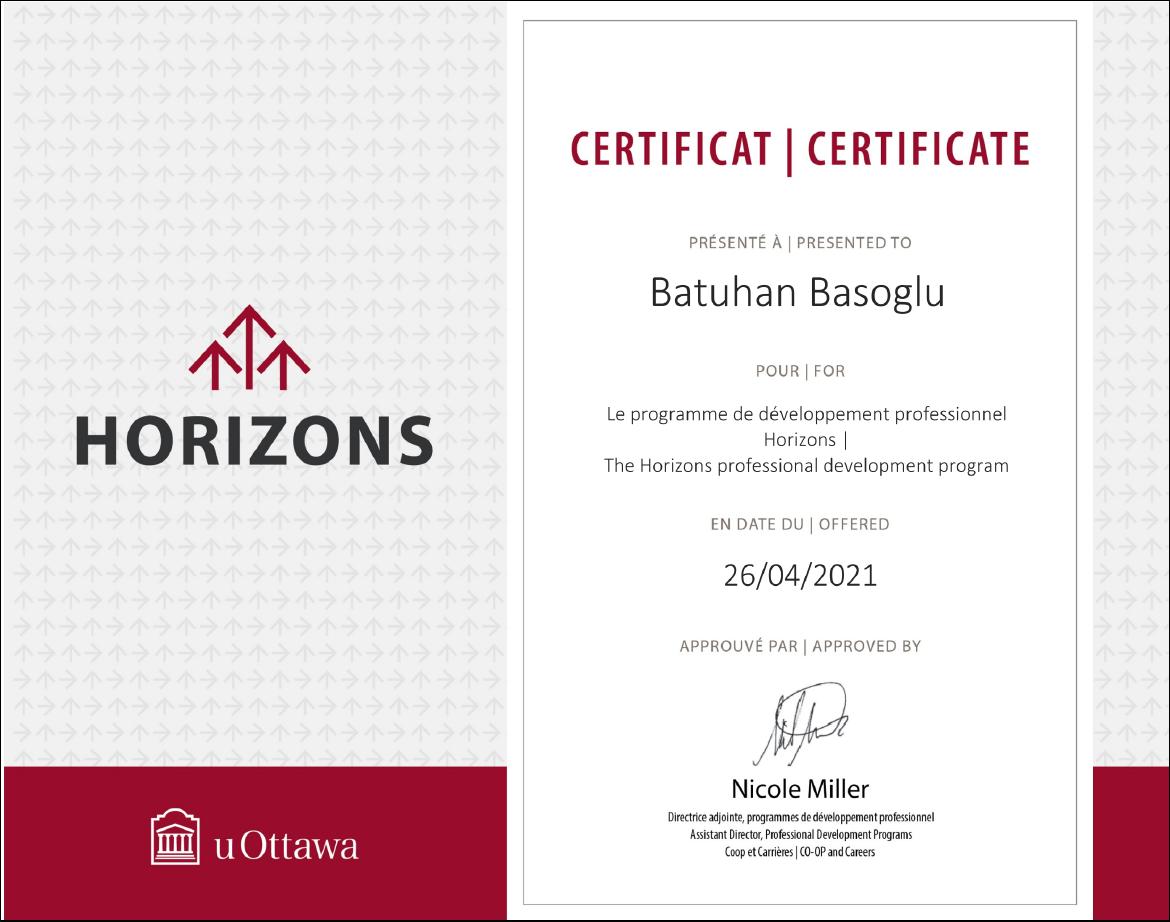 HORIZONS
uOttawa
CERTIFICAT | CERTIFICATE
PRÉSENTÉ À | PRESENTED TO
Batuhan Basoglu
POUR | FOR
Le programme de développement professionnel
Horizons |
The Horizons professional development program
EN DATE DU | OFFERED
26/04/2021
APPROUVÉ PAR | APPROVED BY
Nicole Miller
Directrice adjointe, programmes de développement professionnel
Assistant Director, Professional Development Programs
Coop et Carrières | CO-OP and Careers